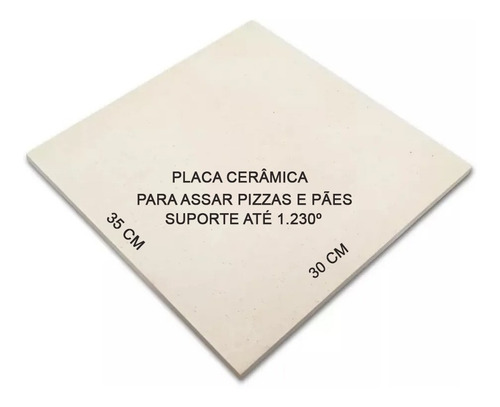 PLACA CERÂMICA
PARA ASSAR PIZZAS E PÃES
SUPORTE ATÉ 1.230º
35 CM
30 CM